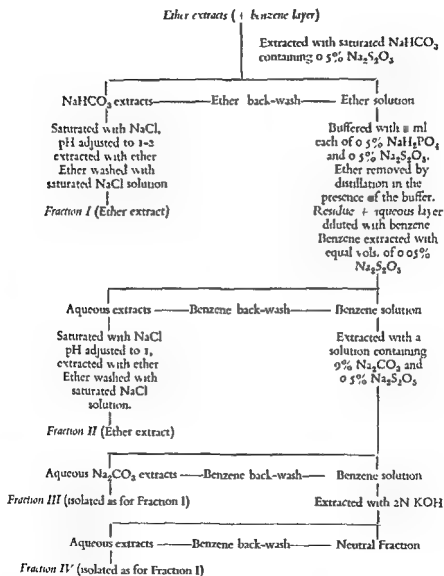 Ether extracts (+ benzene layer)
Extracted with saturated NaHCO3
containing 0 5% Na2S2O3
NaHCO3 extracts — Ether back-wash — Ether solution
Saturated with NaCl,
pH adjusted to 1-2
extracted with ether
Ether washed with
saturated NaCl solution
Fraction I (Ether extract)
Buffered with ml
each of 0 5% NaH2PO4
and 0 5% Na2S2O3.
Ether removed by
distillation in the
presence of the buffer.
Residue + aqueous layer
diluted with benzene
Benzene extracted with
equal vols. of 0 05%
Na2S2O3
Aqueous extracts — Benzene back-wash — Benzene solution
Saturated with NaCl
pH adjusted to 1,
extracted with ether
Ether washed with
saturated NaCl
solution.
Fraction II (Ether extract)
Extracted with a
solution containing
9% Na2CO3 and
0 5% Na2S2O3
Aqueous Na2CO3 extracts — Benzene back-wash — Benzene solution
Fraction III (isolated as for Fraction I)
Extracted with 2N KOH
Aqueous extracts — Benzene back-wash — Neutral Fraction
Fraction IV (isolated as for Fraction I)